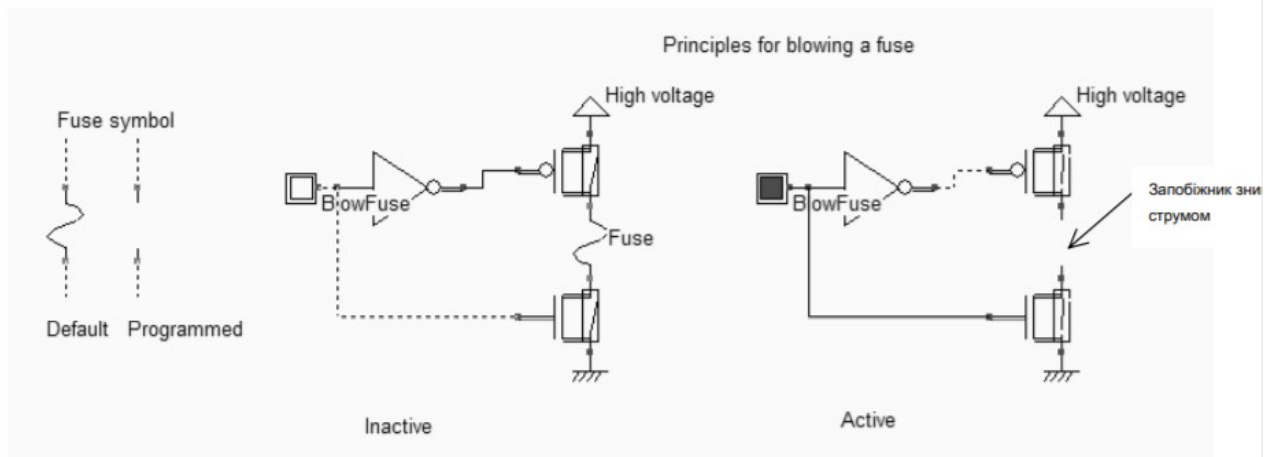 Principles for blowing a fuse
Fuse symbol
Default Programmed
High voltage
BlowFuse
Fuse
Inactive
High voltage
BlowFuse
Запобіжник
струмом
Active